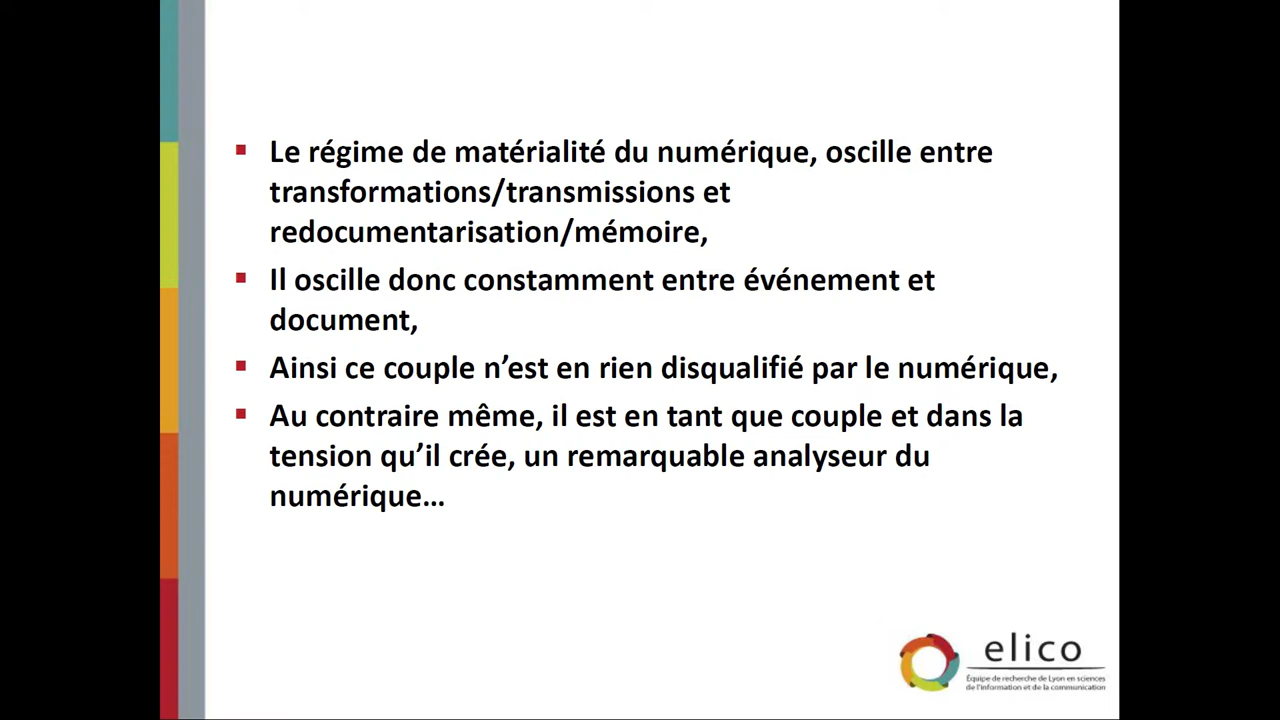 Le régime de matérialité du numérique, oscille entre
transformations/transmissions et
redocumentarisation/mémoire,
Il oscille donc constamment entre événement et
document,
Ainsi ce couple n’est en rien disqualifié par le numérique,
Au contraire même, il est en tant que couple et dans la
tension qu’il crée, un remarquable analyseur du
numérique…
elico
Équipe de recherche de Lyon en sciences
de l'information et de la communication